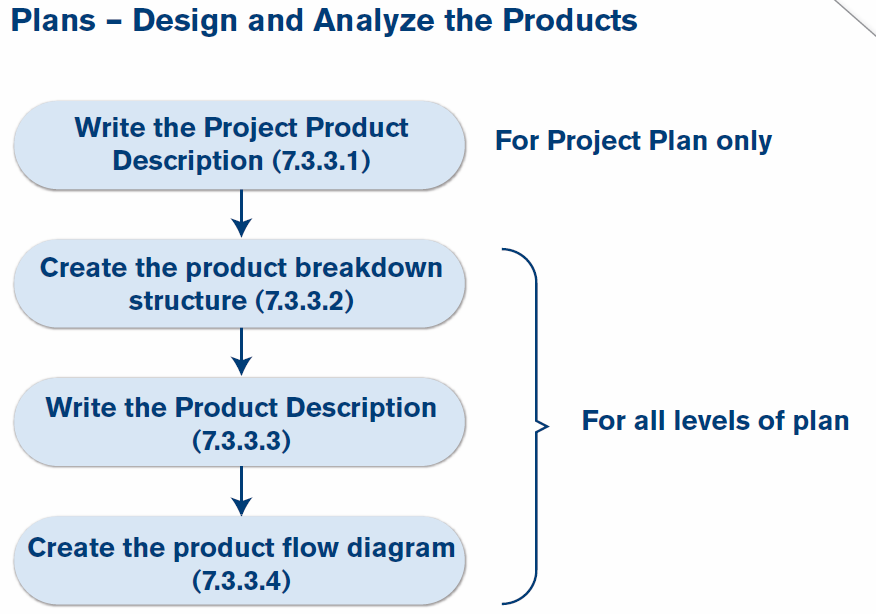 Plans – Design and Analyze the Products
Write the Project Product
Description (7.3.3.1)
For Project Plan only
Create the product breakdown
structure (7.3.3.2)
Write the Product Description
(7.3.3.3)
For all levels of plan
Create the product flow diagram
(7.3.3.4)